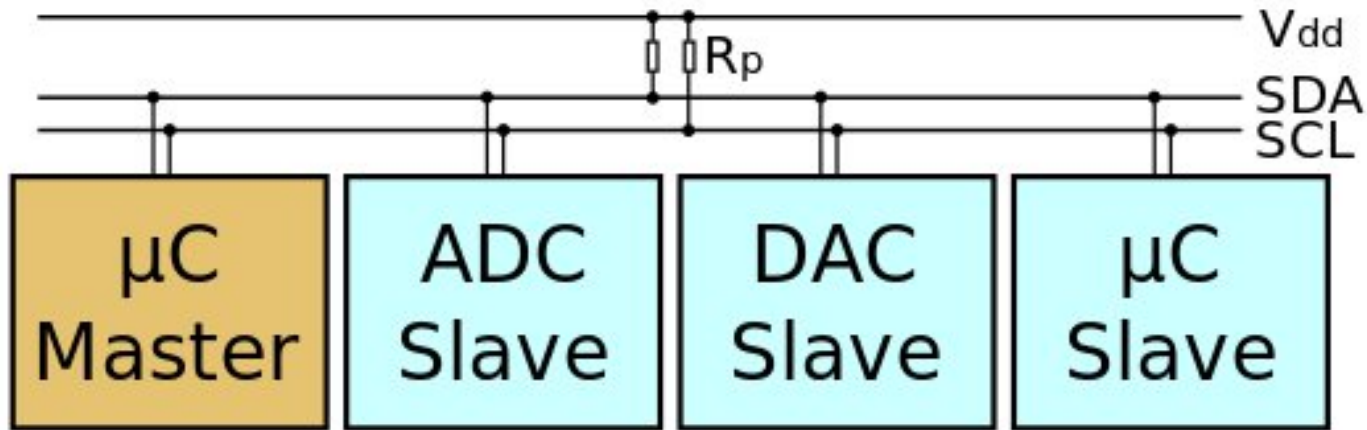 Vdd
Rp
SDA
SCL
µC
Master
ADC
Slave
DAC
Slave
µC
Slave